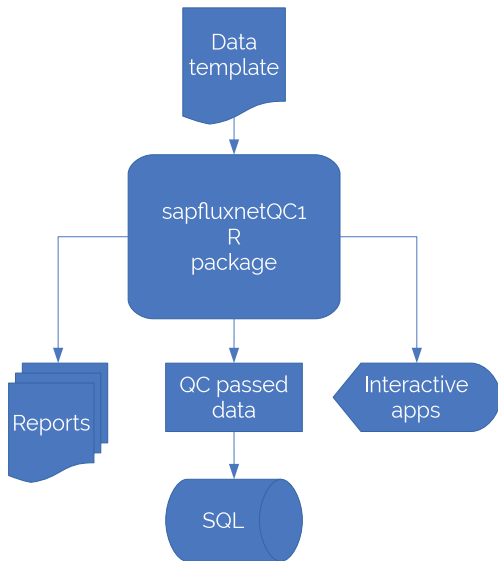 Data
template
sapfluxnetQC1
R
package
Reports
QC passed
data
Interactive
apps
SQL